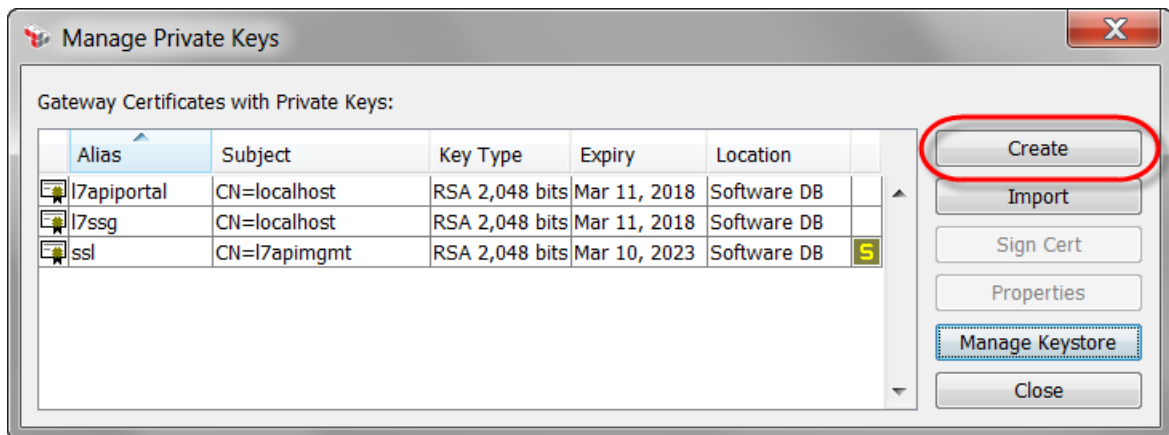 Manage Private Keys
X
Gateway Certificates with Private Keys:
Alias Subject Key Type Expiry Location
l7apiportal CN=localhost RSA 2,048 bits Mar 11, 2018 Software DB
l7ssg CN=localhost RSA 2,048 bits Mar 11, 2018 Software DB
ssl CN=l7apimgmt RSA 2,048 bits Mar 10, 2023 Software DB S
Create
Import
Sign Cert
Properties
Manage Keystore
Close